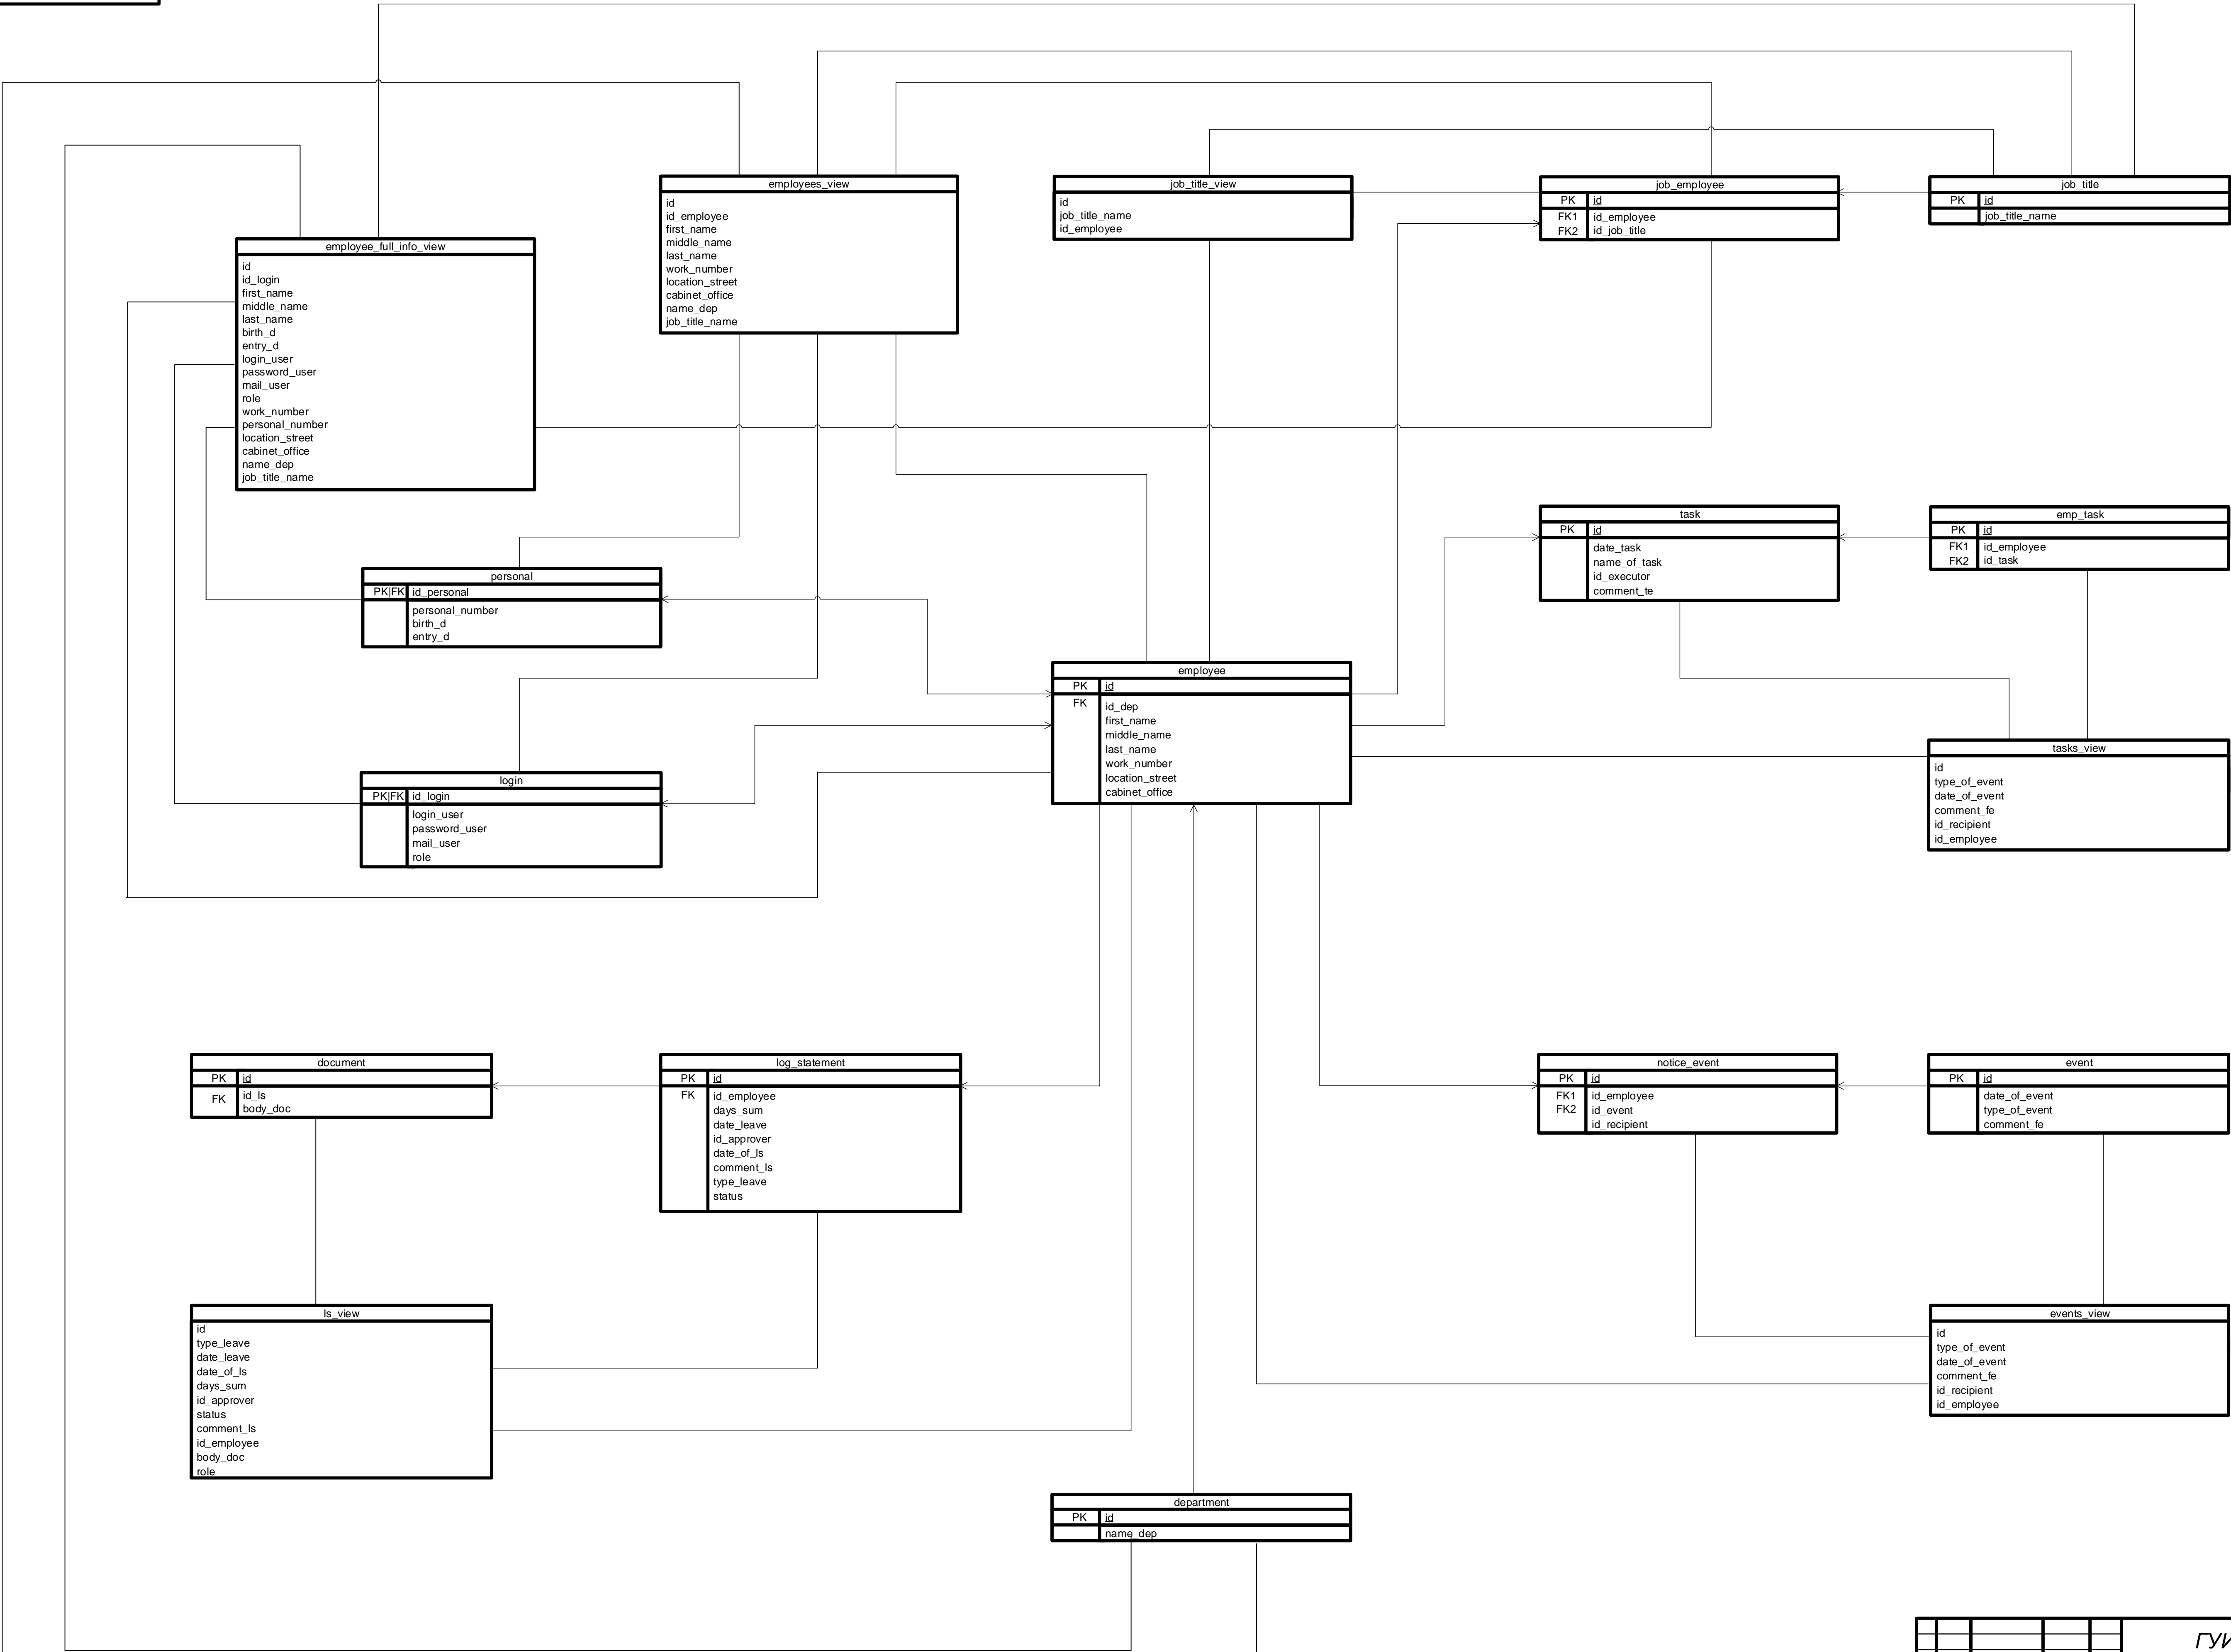 employees_view
id
id_employee
first_name
middle_name
last_name
work_number
location_street
cabinet_office
name_dep
job_title_name
job_title_view
id
job_title_name
id_employee
job_employee
PK id
FK1 id_employee
FK2 id_job_title
job_title
PK id
job_title_name
employee_full_info_view
id
id_login
first_name
middle_name
last_name
birth_d
entry_d
login_user
password_user
mail_user
role
work_number
personal_number
location_street
cabinet_office
name_dep
job_title_name
task
PK id
date_task
name_of_task
id_executor
comment_te
emp_task
PK id
FK1 id_employee
FK2 id_task
personal
PK|FK id_personal
personal_number
birth_d
entry_d
employee
PK id
FK id_dep
first_name
middle_name
last_name
work_number
location_street
cabinet_office
tasks_view
id
type_of_event
date_of_event
comment_fe
id_recipient
id_employee
login
PK|FK id_login
login_user
password_user
mail_user
role
document
PK id
FK id_ls
body_doc
log_statement
PK id
FK id_employee
days_sum
date_leave
id_approver
date_of_ls
comment_ls
type_leave
status
notice_event
PK id
FK1 id_employee
FK2 id_event
id_recipient
event
PK id
date_of_event
type_of_event
comment_fe
ls_view
id
type_leave
date_leave
date_of_ls
days_sum
id_approver
status
comment_ls
id_employee
body_doc
role
events_view
id
type_of_event
date_of_event
comment_fe
id_recipient
id_employee
department
PK id
name_dep